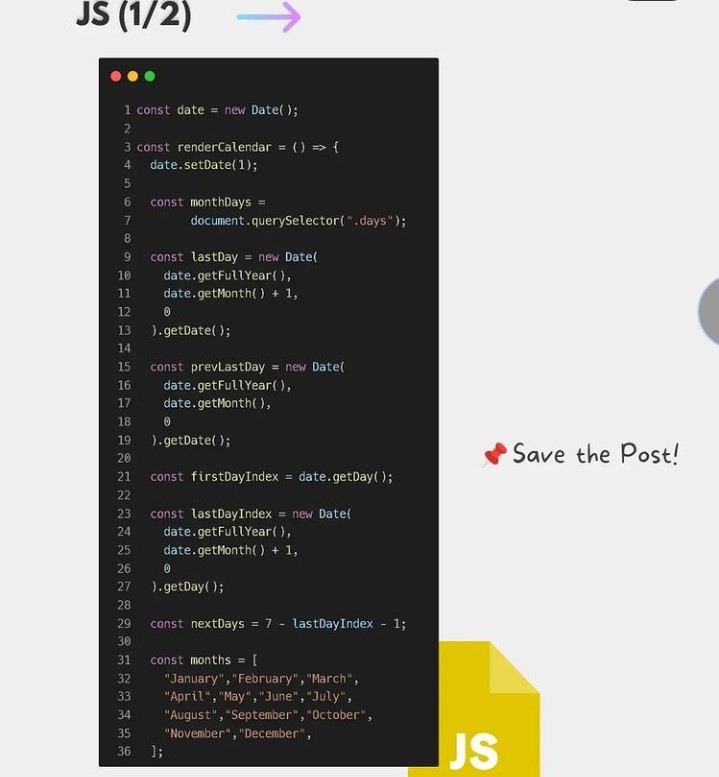 JS (1/2)
1 const date = new Date();
2
3 const renderCalendar = () => {
4   date.setDate(1);
5
6   const monthDays =
7         document.querySelector(".days");
8
9   const lastDay = new Date(
10     date.getFullYear(),
11     date.getMonth() + 1,
12     0
13   ).getDate();
14
15   const prevLastDay = new Date(
16     date.getFullYear(),
17     date.getMonth(),
18     0
19   ).getDate();
20
21   const firstDayIndex = date.getDay();
22
23   const lastDayIndex = new Date(
24     date.getFullYear(),
25     date.getMonth() + 1,
26     0
27   ).getDay();
28
29   const nextDays = 7 - lastDayIndex - 1;
30
31   const months = [
32     "January","February","March",
33     "April","May","June","July",
34     "August","September","October",
35     "November","December",
36   ];
Save the Post!
JS